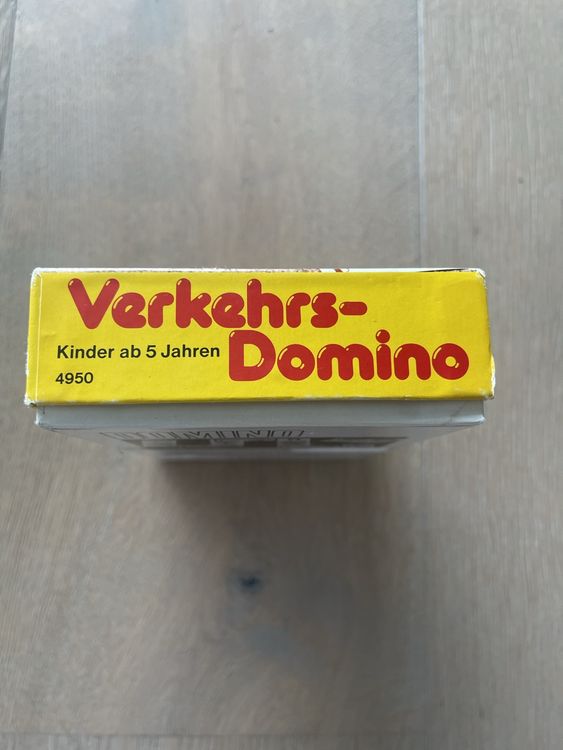 Verkehrs-
Domino
Kinder ab 5 Jahren
4950